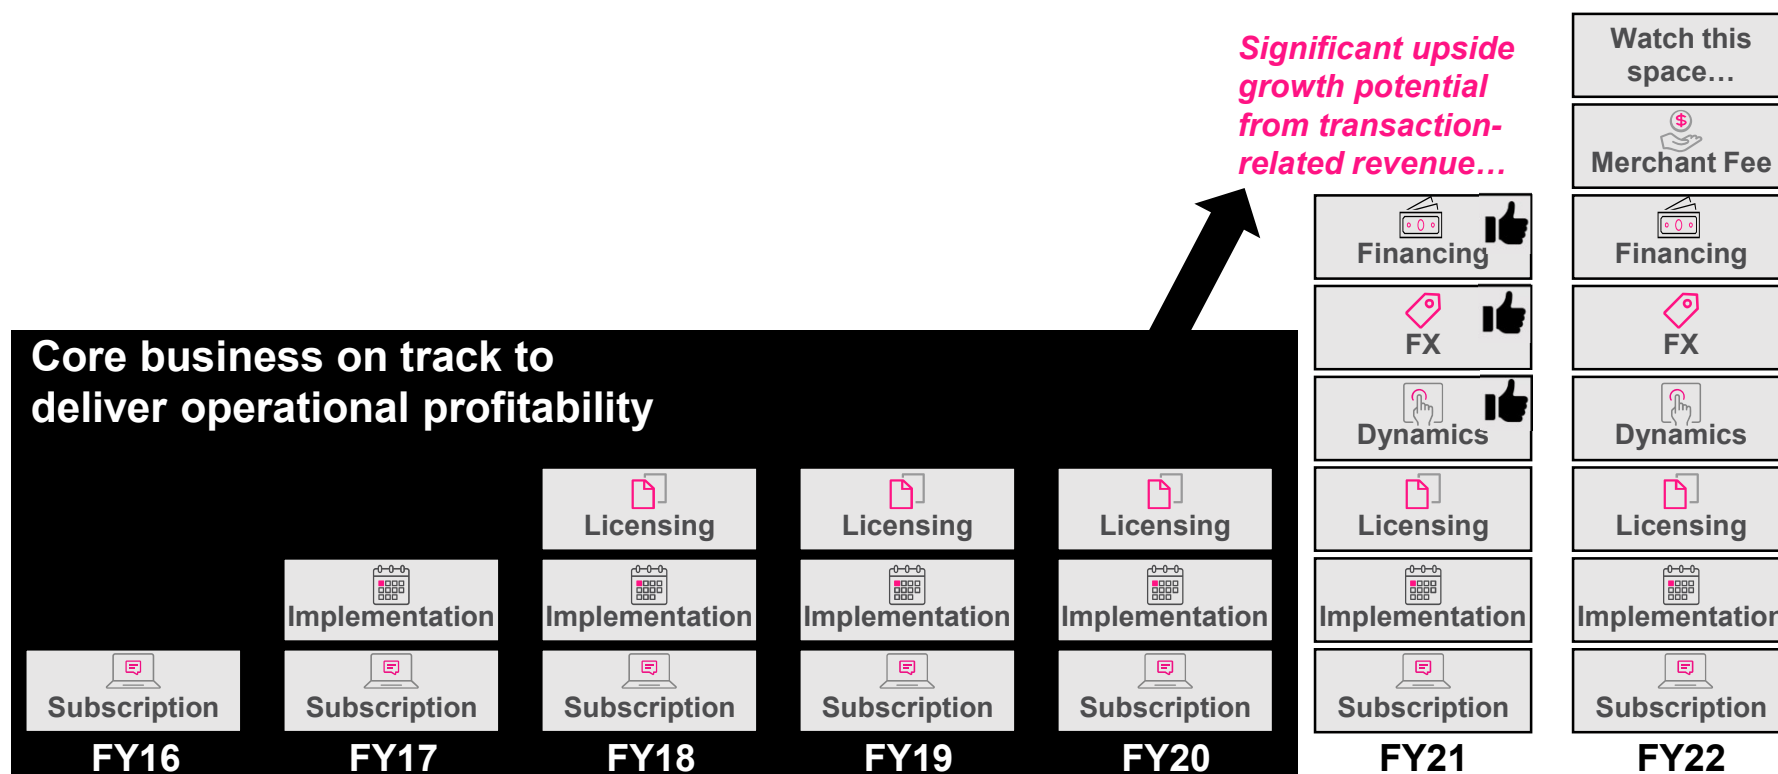 Significant upside
growth potential
from transaction-
related revenue…
Watch this
space…
Merchant Fee
Financing
Financing
FX
FX
Core business on track to
deliver operational profitability
Dynamics
Dynamics
Licensing
Licensing
Licensing
Licensing
Licensing
Implementation
Implementation
Implementation
Implementation
Implementation
Implementation
Subscription
Subscription
Subscription
Subscription
Subscription
Subscription
Subscription
FY16
FY17
FY18
FY19
FY20
FY21
FY22